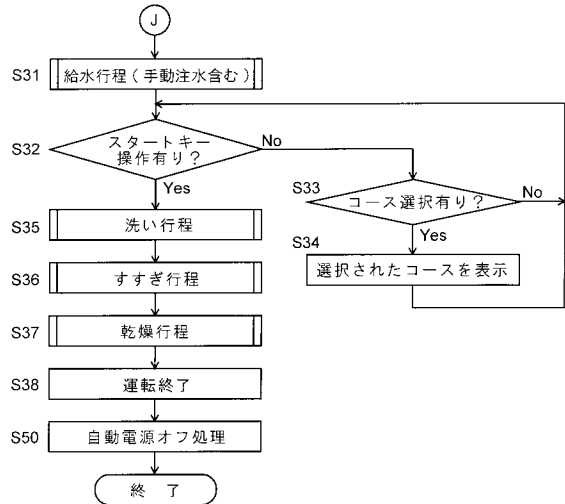 J
S31 給水行程(手動注水含む)
S32 スタートキー
操作有り?
No
Yes
S33 コース選択有り?
No
Yes
S34 選択されたコースを表示
S35 洗い行程
S36 すすぎ行程
S37 乾燥行程
S38 運転終了
S50 自動電源オフ処理
終了